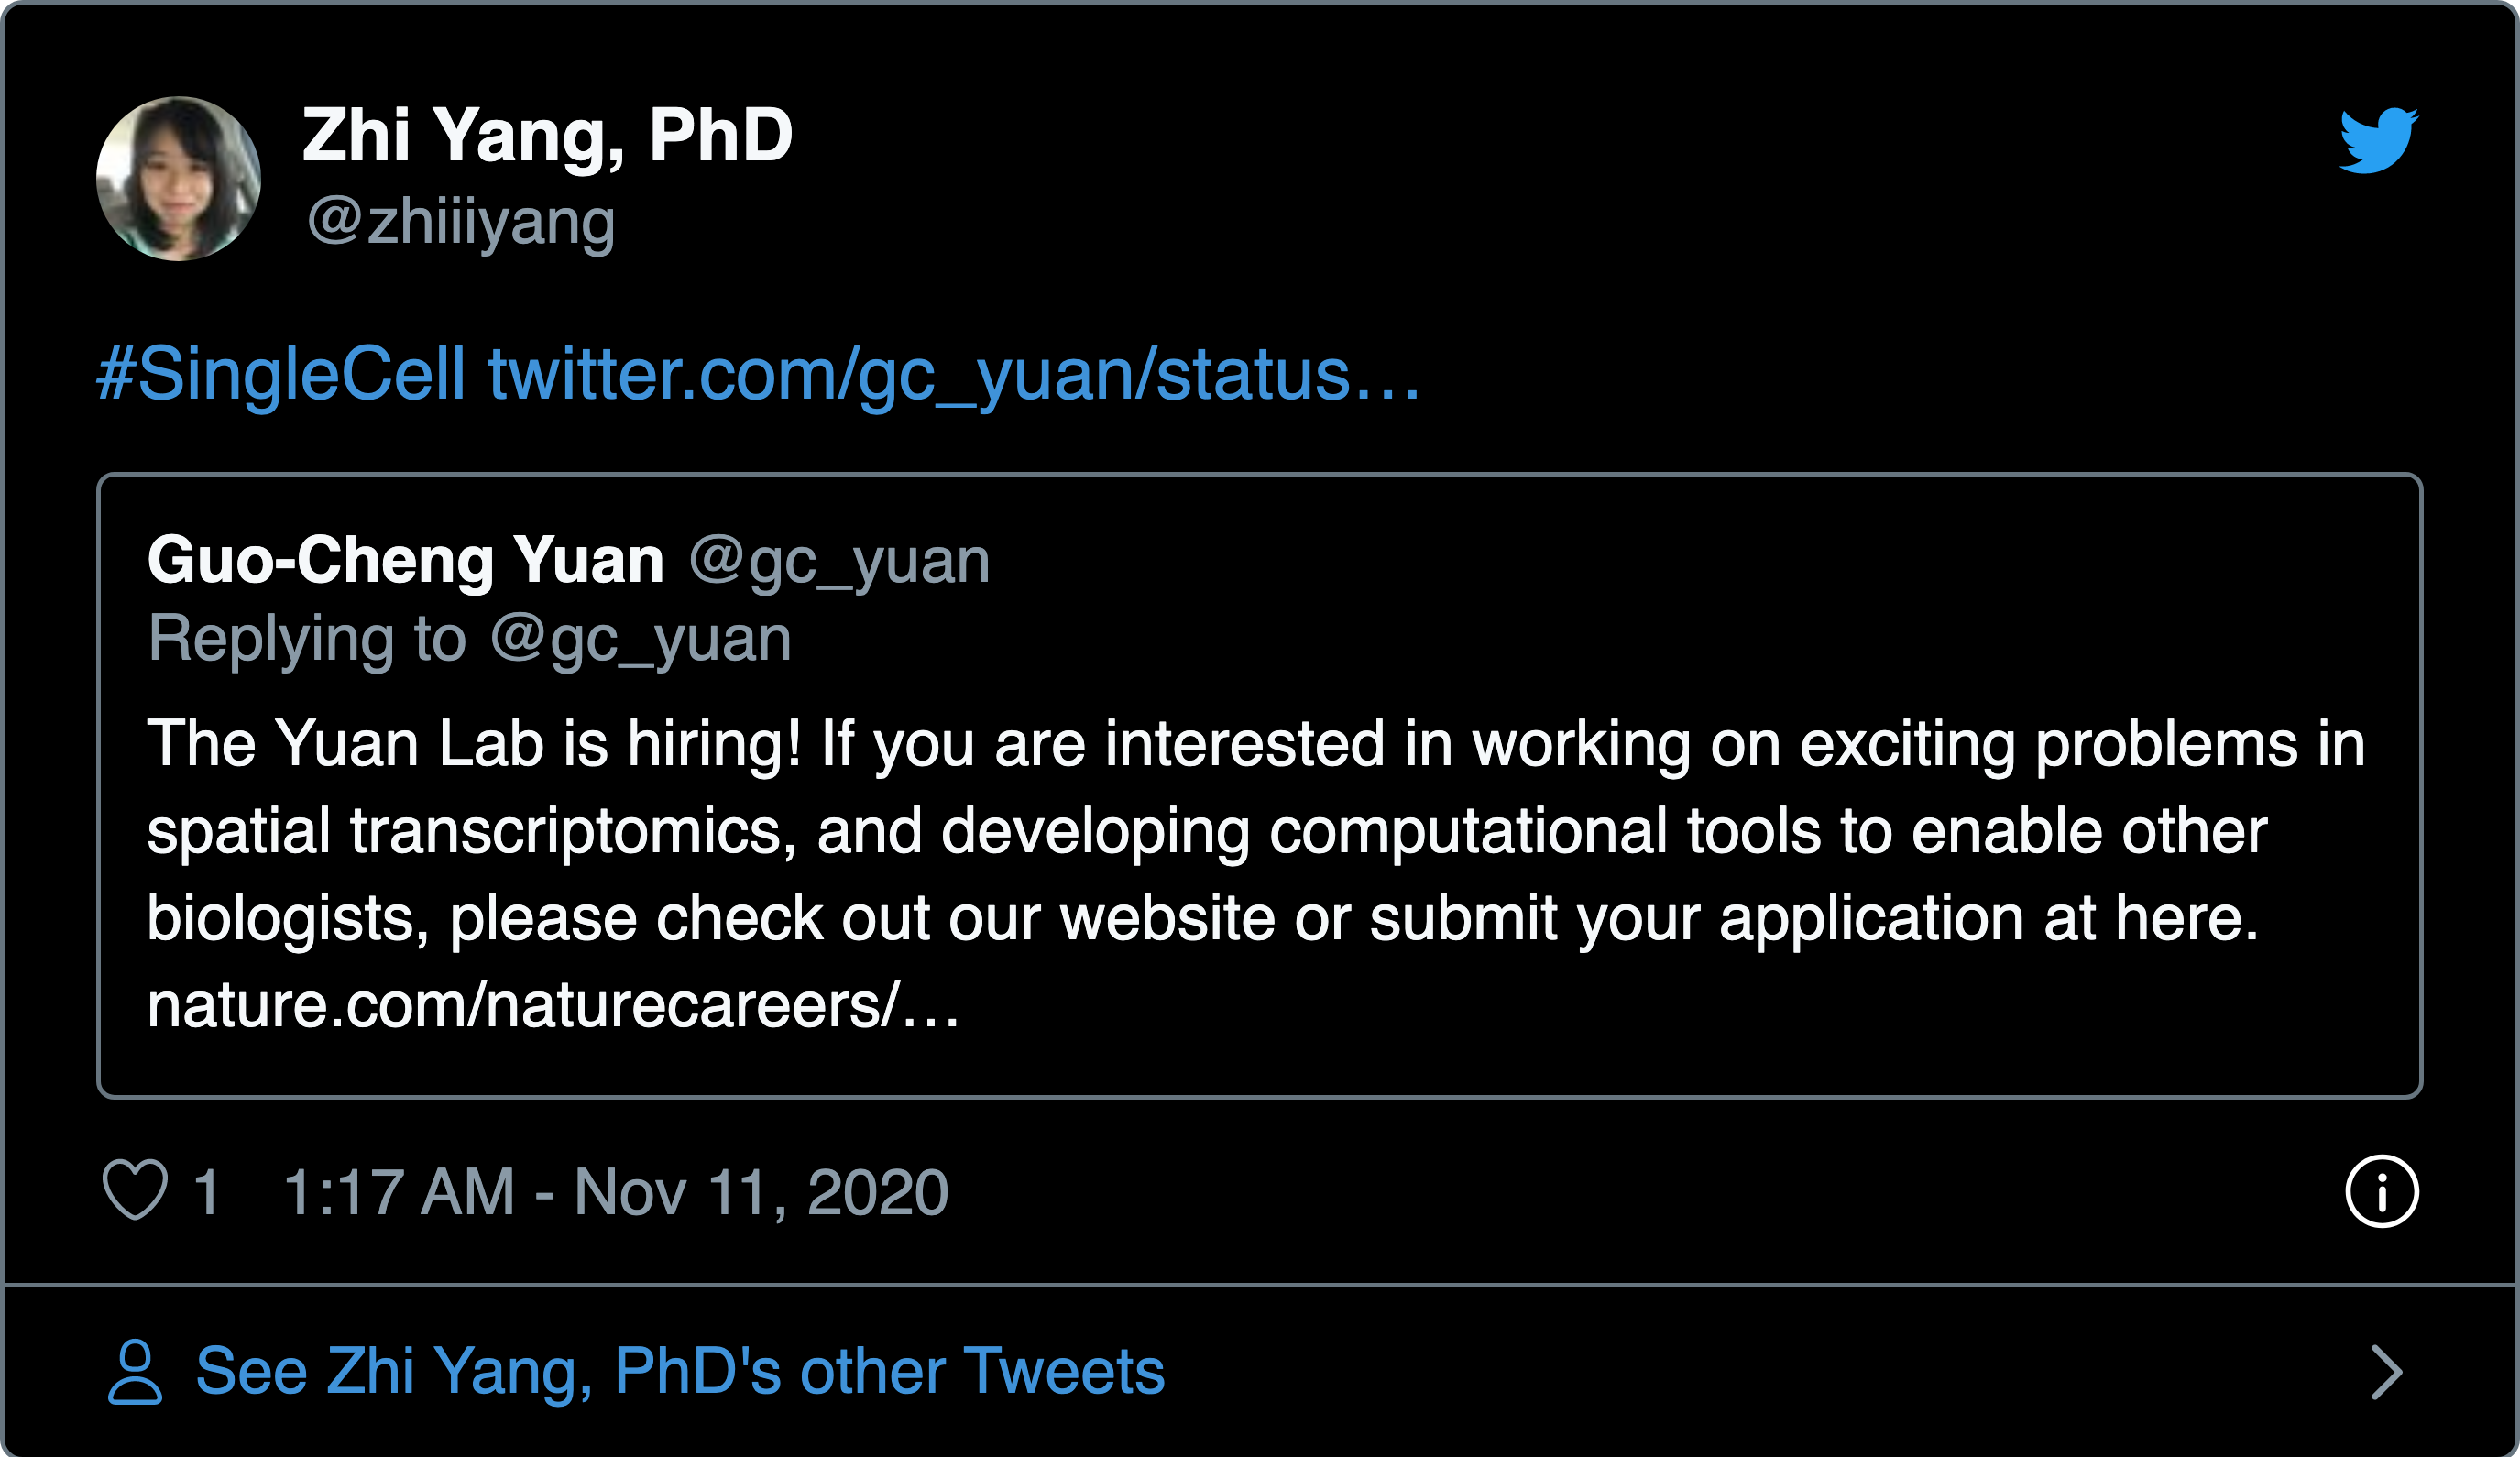 Zhi Yang, PhD
@zhiiiyang
#SingleCell twitter.com/gc_yuan/status…
Guo-Cheng Yuan @gc_yuan
Replying to @gc_yuan
The Yuan Lab is hiring! If you are interested in working on exciting problems in
spatial transcriptomics, and developing computational tools to enable other
biologists, please check out our website or submit your application at here.
nature.com/naturecareers/…
1 1:17 AM - Nov 11, 2020
See Zhi Yang, PhD's other Tweets